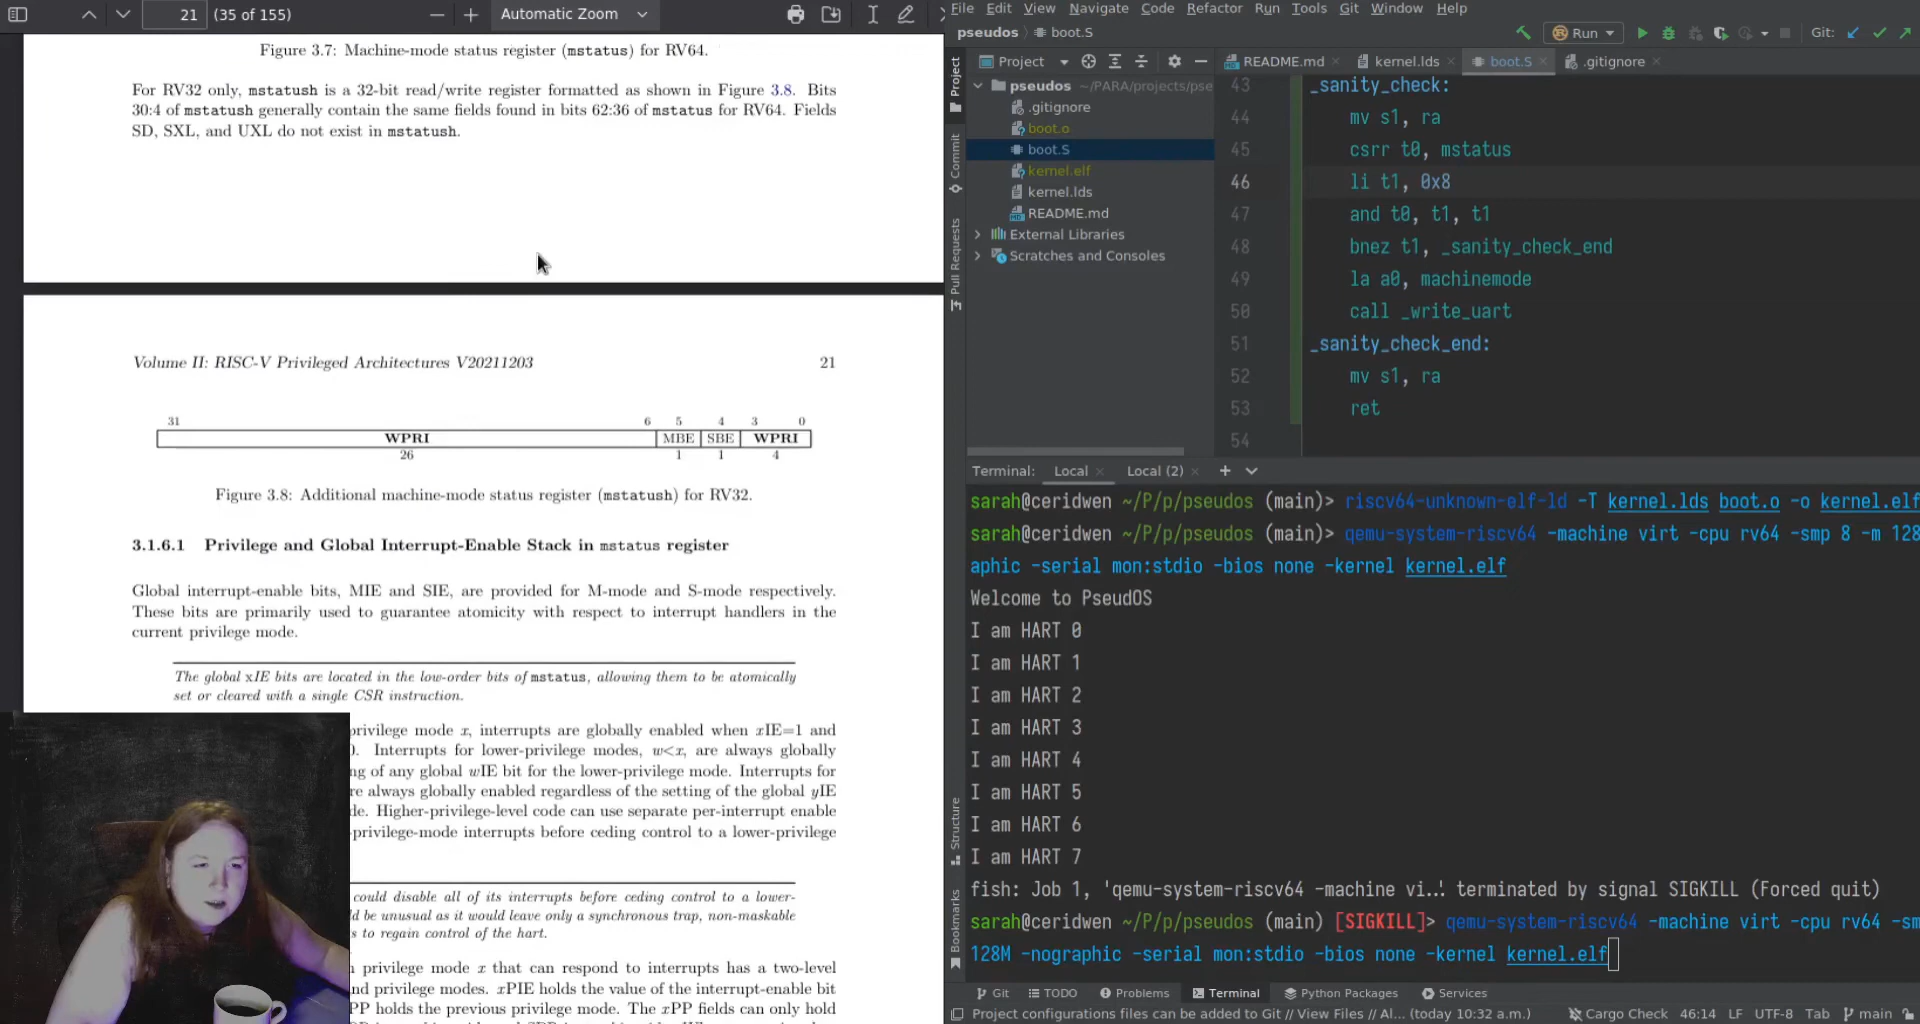 21 (35 of 155) Automatic Zoom
Figure 3.7: Machine-mode status register (mstatus) for RV64.
For RV32 only, mstatush is a 32-bit read/write register formatted as shown in Figure 3.8. Bits
30:4 of mstatush generally contain the same fields found in bits 62:36 of mstatus for RV64. Fields
SD, SXL, and UXL do not exist in mstatush.
Volume II: RISC-V Privileged Architectures V20211203 21
31 6 5 4 3 0
WPRI MBE SBE WPRI
26 1 1 4
Figure 3.8: Additional machine-mode status register (mstatush) for RV32.
3.1.6.1 Privilege and Global Interrupt-Enable Stack in mstatus register
Global interrupt-enable bits, MIE and SIE, are provided for M-mode and S-mode respectively.
These bits are primarily used to guarantee atomicity with respect to interrupt handlers in the
current privilege mode.
The global xIE bits are located in the low-order bits of mstatus, allowing them to be atomically
set or cleared with a single CSR instruction.
privilege mode x, interrupts are globally enabled when xIE=1 and
0. Interrupts for lower-privilege modes, w<x, are always globally
ng of any global wIE bit for the lower-privilege mode. Interrupts for
re always globally enabled regardless of the setting of the global yIE
de. Higher-privilege-level code can use separate per-interrupt enable
-privilege-mode interrupts before ceding control to a lower-privilege
could disable all of its interrupts before ceding control to a lower-
ld be unusual as it would leave only a synchronous trap, non-maskable
s to regain control of the hart.
n privilege mode x that can respond to interrupts has a two-level
nd privilege modes. xPIE holds the value of the interrupt-enable bit
PP holds the previous privilege mode. The xPP fields can only hold
File Edit View Navigate Code Refactor Run Tools Git Window Help
pseudos boot.S Run Git:
Project README.md kernel.lds boot.S .gitignore
Project
Commit
Pull Requests
Structure
Bookmarks
pseudos ~/PARA/projects/pse
.gitignore
boot.o
boot.S
kernel.elf
kernel.lds
README.md
External Libraries
Scratches and Consoles
43 _sanity_check:
44 mv s1, ra
45 csrr t0, mstatus
46 li t1, 0x8
47 and t0, t1, t1
48 bnez t1, _sanity_check_end
49 la a0, machinemode
50 call _write_uart
51 _sanity_check_end:
52 mv s1, ra
53 ret
54
Terminal: Local Local (2)
sarah@ceridwen ~/P/p/pseudos (main)> riscv64-unknown-elf-ld -T kernel.lds boot.o -o kernel.elf
sarah@ceridwen ~/P/p/pseudos (main)> qemu-system-riscv64 -machine virt -cpu rv64 -smp 8 -m 128
aphic -serial mon:stdio -bios none -kernel kernel.elf
Welcome to PseudOS
I am HART 0
I am HART 1
I am HART 2
I am HART 3
I am HART 4
I am HART 5
I am HART 6
I am HART 7
fish: Job 1, 'qemu-system-riscv64 -machine vi…' terminated by signal SIGKILL (Forced quit)
sarah@ceridwen ~/P/p/pseudos (main) [SIGKILL]> qemu-system-riscv64 -machine virt -cpu rv64 -sm
128M -nographic -serial mon:stdio -bios none -kernel kernel.elf
Git TODO Problems Terminal Python Packages Services
Project configurations files can be added to Git // View Files // Al... (today 10:32 a.m.) Cargo Check 46:14 LF UTF-8 Tab main